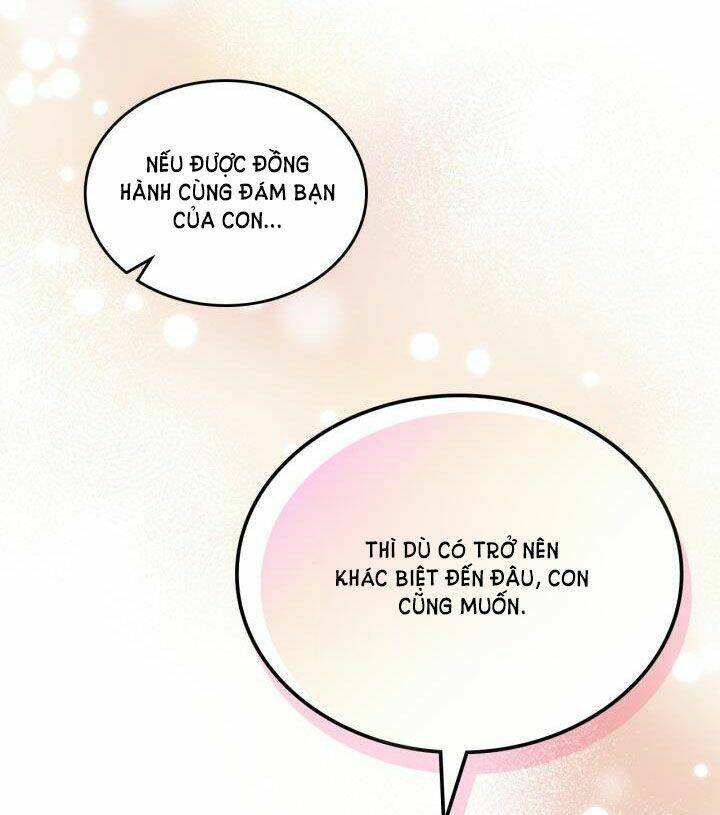 NẾU ĐƯỢC ĐỒNG
HÀNH CÙNG ĐÁM BẠN
CỦA CON...
THÌ DÙ CÓ TRỞ NÊN
KHÁC BIỆT ĐẾN ĐÂU, CON
CŨNG MUỐN.